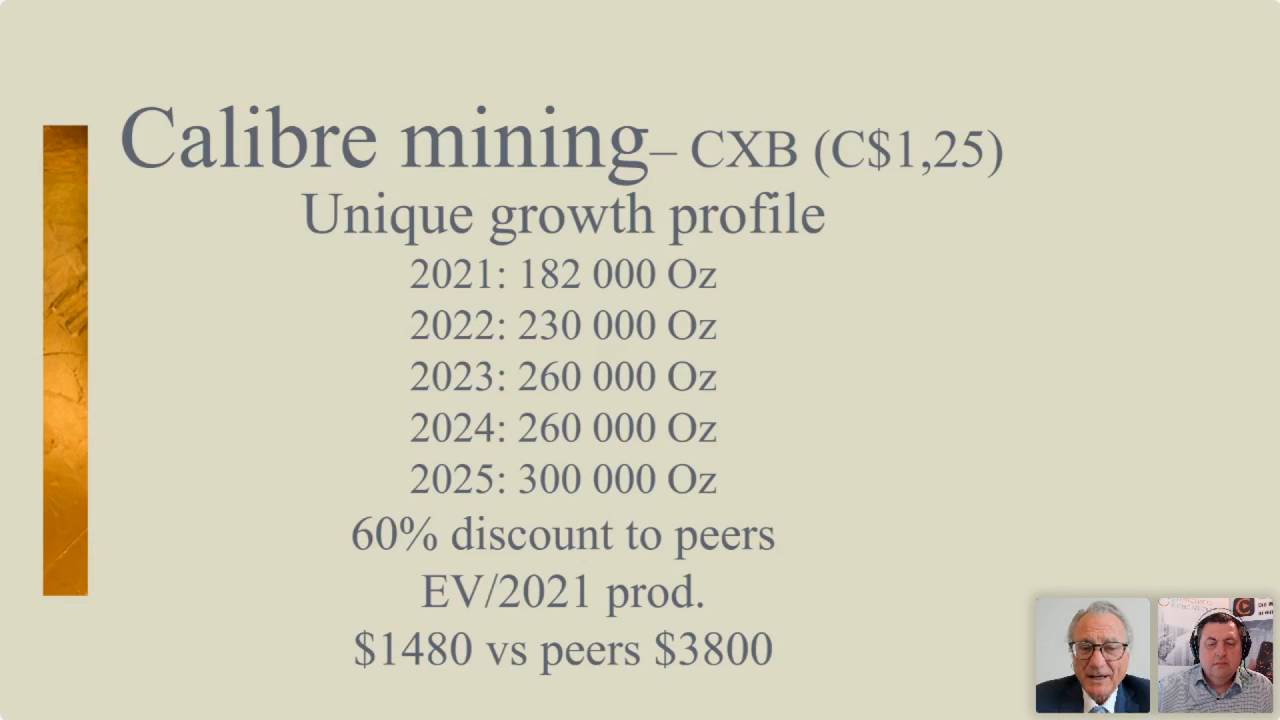 Calibre mining– CXB (C$1,25)
Unique growth profile
2021: 182 000 Oz
2022: 230 000 Oz
2023: 260 000 Oz
2024: 260 000 Oz
2025: 300 000 Oz
60% discount to peers
EV/2021 prod.
$1480 vs peers $3800